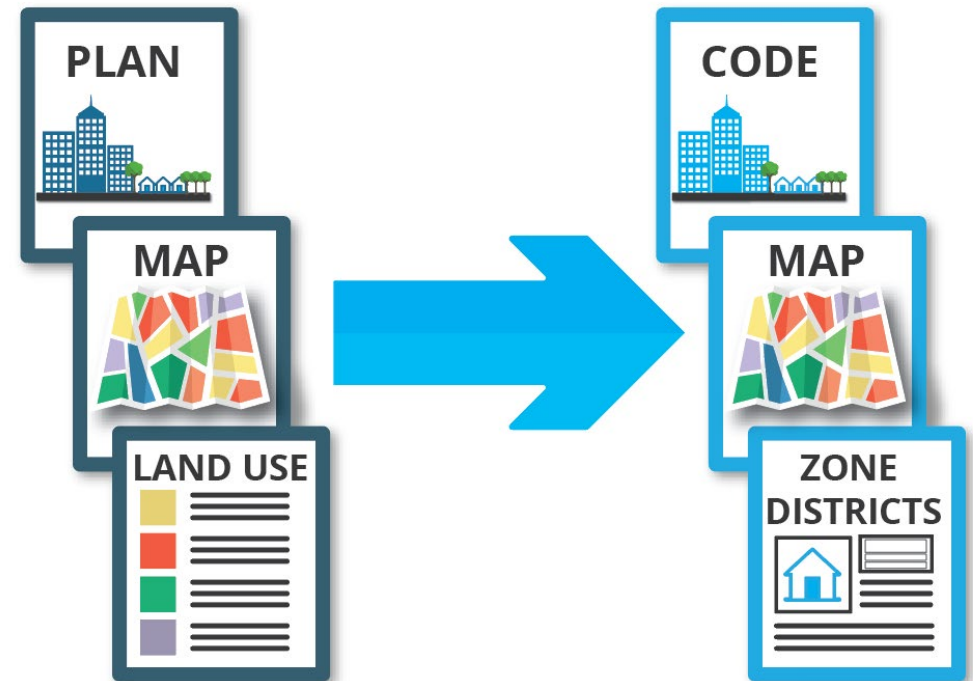 PLAN
MAP
LAND USE
CODE
MAP
ZONE
DISTRICTS